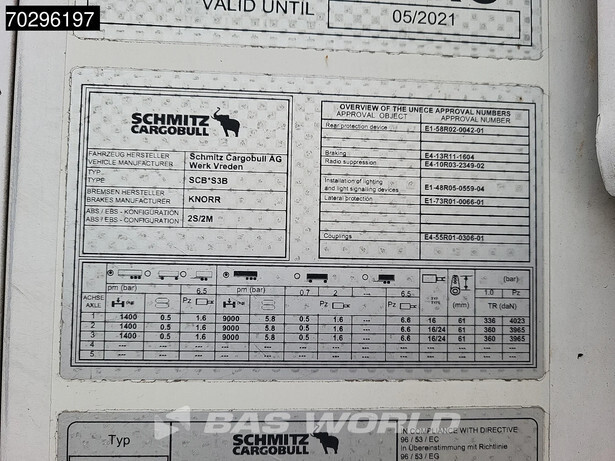 70296197
VALID UNTIL
05/2021
SCHMITZ
CARGOBULL
FAHRZEUG HERSTELLER
VEHICLE MANUFACTURER
Schmitz Cargobull AG
Werk Vreden
TYP
TYPE
SCB*S3B
BREMSEN HERSTELLER
BRAKES MANUFACTURER
KNORR
ABS / EBS - KONFIGURATION
ABS / EBS - CONFIGURATION
2S/2M
OVERVIEW OF THE UNECE APPROVAL NUMBERS
APPROVAL OBJECT APPROVAL NUMBER
Rear protection device E1-58R02-0042-01
Braking E4-13R11-1604
Radio suppression E4-10R03-2349-02
Installation of lighting
and light signalling devices E1-48R05-0559-04
Lateral protection E1-73R01-0066-01
Couplings E4-55R01-0306-01
pm (bar) 6.5 pm (bar) 0.7 2 --- 6.5 (bar)
ACHSE
AXLE
(kg) Pz (kg) Pz Pz TYP
TYPE (mm) 1.0 Pz
TR (daN)
1 1400 0.5 1.6 9000 5.8 0.5 1.6 --- 6.6 16 61 336 4023
2 1400 0.5 1.6 9000 5.8 0.5 1.6 --- 6.6 16/24 61 360 3965
3 1400 0.5 1.6 9000 5.8 0.5 1.6 --- 6.6 16/24 61 360 3965
4 --- --- --- --- --- --- --- --- --- --- --- --- ---
5 --- --- --- --- --- --- --- --- --- --- --- --- ---
BAS WORLD
Typ
SCHMITZ
CARGOBULL
IN COMPLIANCE WITH DIRECTIVE
96 / 53 / EC
in Übereinstimmung mit Richtlinie
96 / 53 / EG